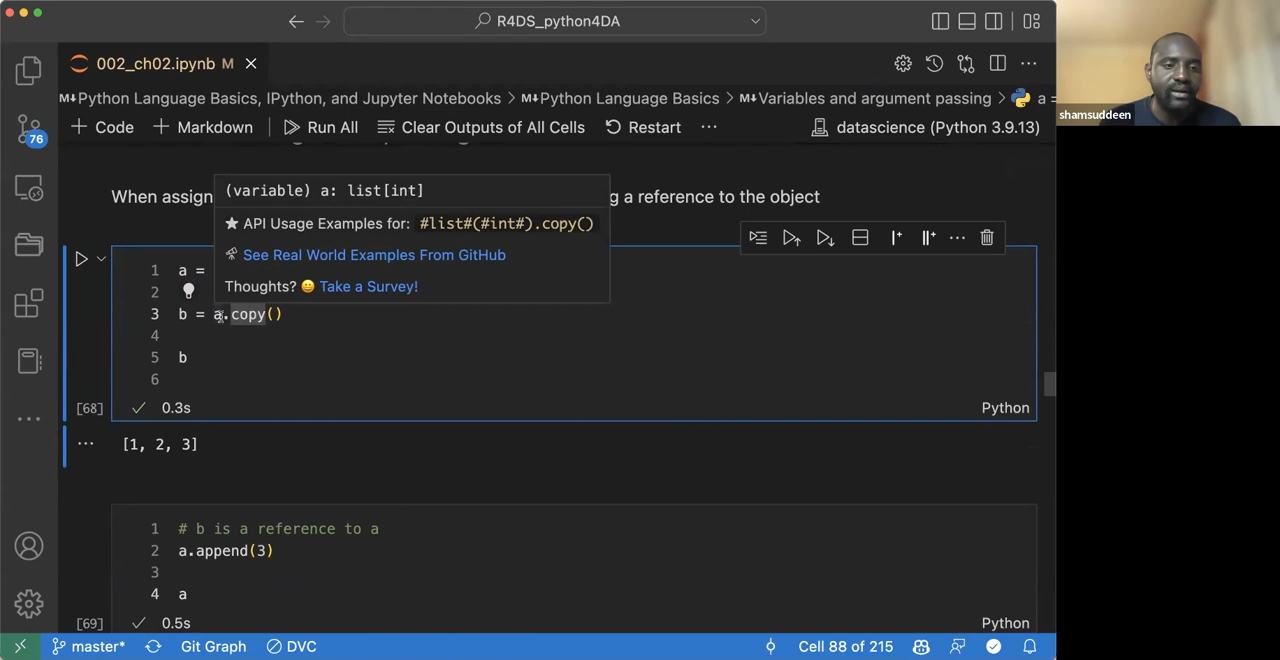 R4DS_python4DA
002_ch02.ipynb M
M↓Python Language Basics, IPython, and Jupyter Notebooks > M↓Python Language Basics > M↓Variables and argument passing > a =
+ Code + Markdown Run All Clear Outputs of All Cells Restart ··· datascience (Python 3.9.13)
76
When assign g a reference to the object
(variable) a: list[int]
★ API Usage Examples for: #list#(#int#).copy()
See Real World Examples From GitHub
Thoughts? 😀 Take a Survey!
1 a =
2
3 b = a.copy()
4
5 b
6
[68] ✓ 0.3s Python
[1, 2, 3]
1 # b is a reference to a
2 a.append(3)
3
4 a
[69] ✓ 0.5s Python
master* Git Graph DVC Cell 88 of 215
shamsuddeen